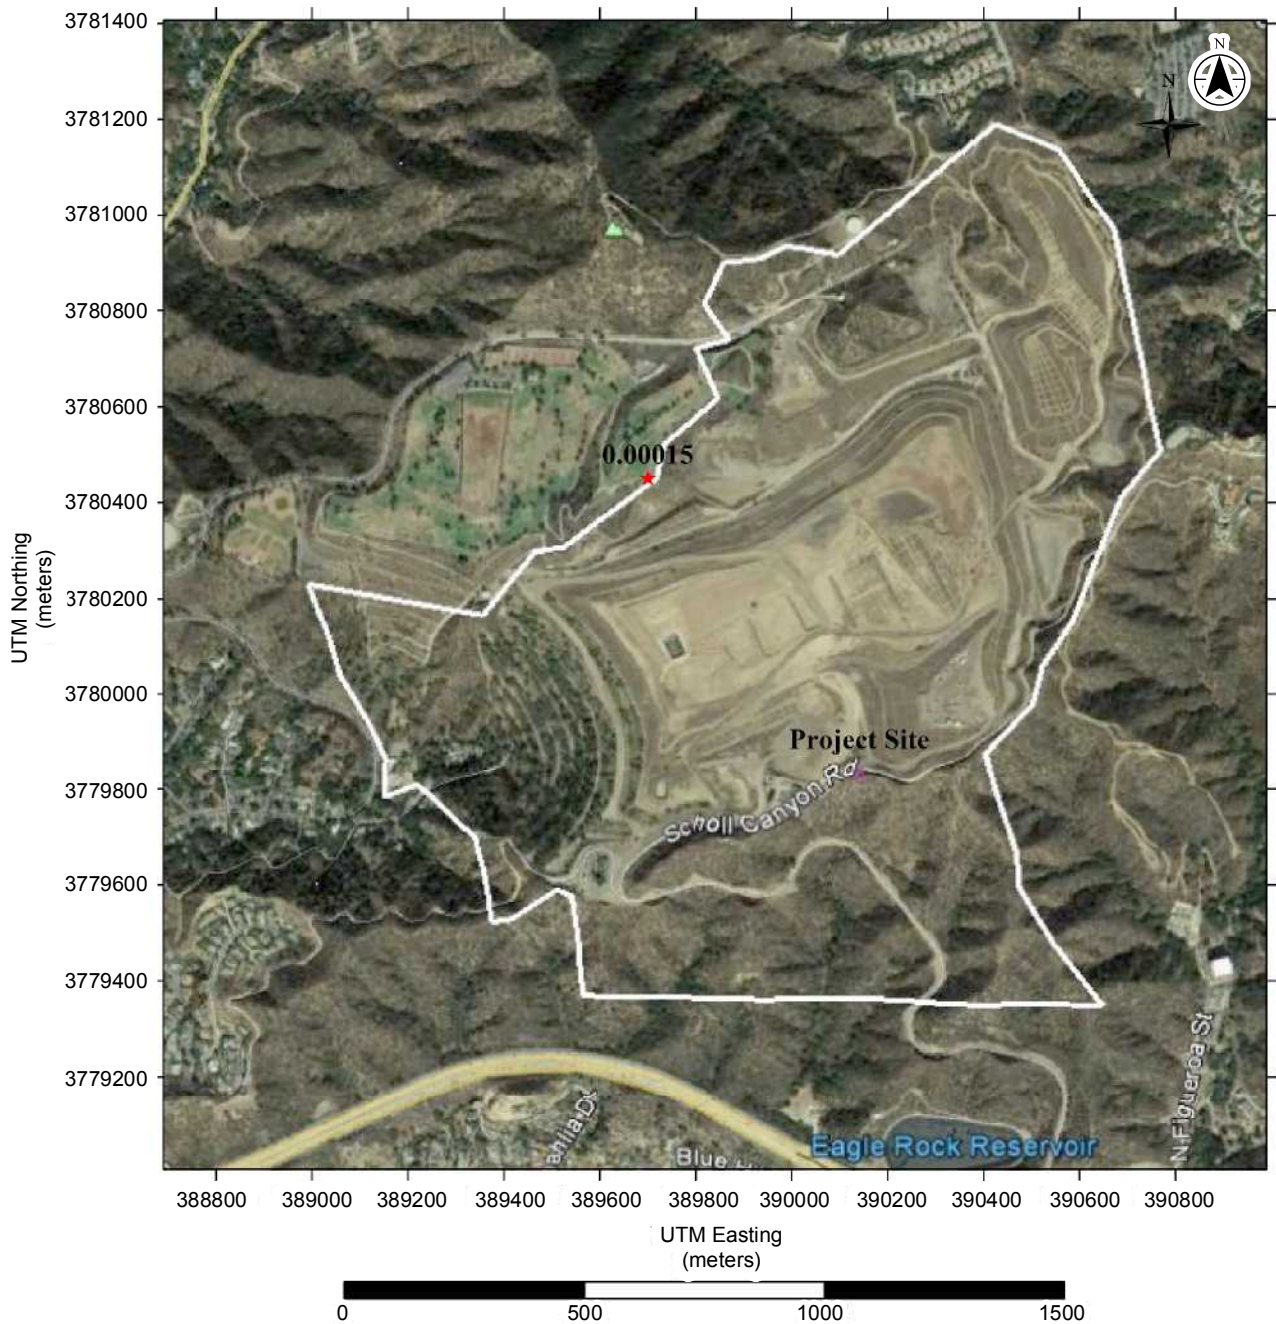 3781400
3781200
3781000
3780800
3780600
3780400
3780200
3780000
3779800
3779600
3779400
3779200
UTM Northing
(meters)
N
N
0.00015
Project Site
Scholl Canyon Rd
N Figueroa St
Eagle Rock Reservoir
Blue
388800 389000 389200 389400 389600 389800 390000 390200 390400 390600 390800
UTM Easting
(meters)
0 500 1000 1500